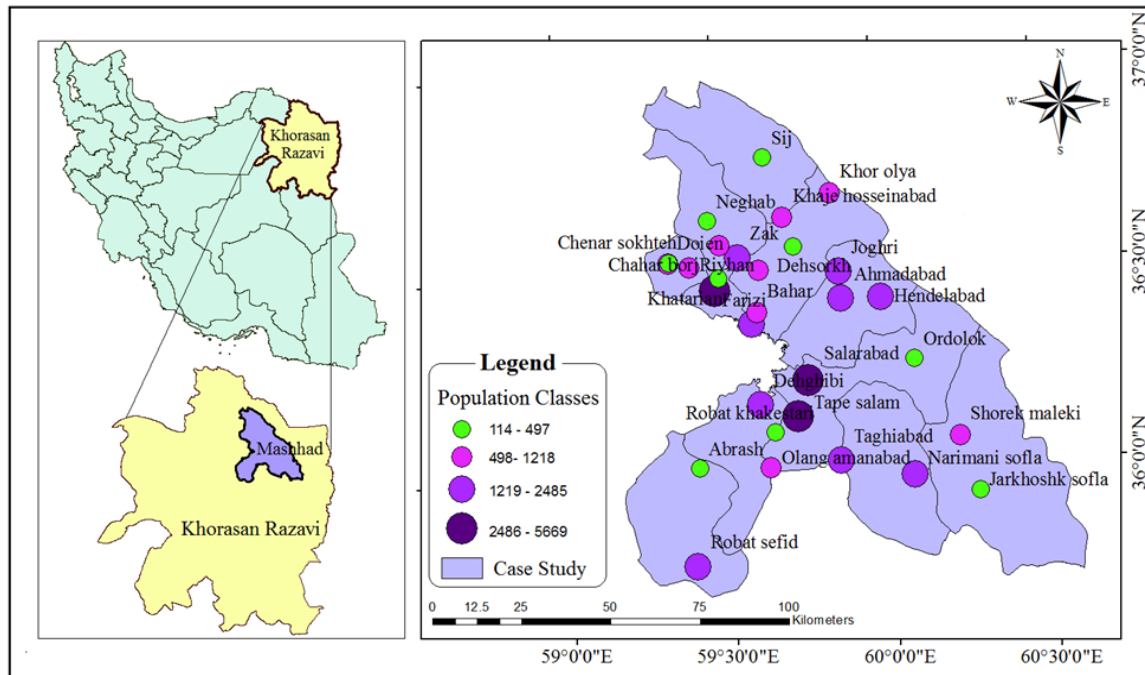 Khorasan
Razavi
Mashhad
Khorasan Razavi
N
W
E
S
Sij
Khor olya
Khaje hosseinabad
Neghab
Zak
Chenar sokhteh
Doien
Joghri
Chahar borj
Riyhan
Dehsorkh
Ahmadabad
Khatarian
Farizi
Bahar
Hendelabad
Ordolok
Salarabad
Dehghibi
Robat khakestari
Tape salam
Shorek maleki
Abrash
Taghiabad
Olang amanabad
Narimani sofla
Jarkhoshk sofla
Robat sefid
Legend
Population Classes
114 - 497
498- 1218
1219 - 2485
2486 - 5669
Case Study
0 12.5 25 50 75 100
Kilometers
59°0'0"E 59°30'0"E 60°0'0"E 60°30'0"E
37°0'0"N
36°30'0"N
36°0'0"N